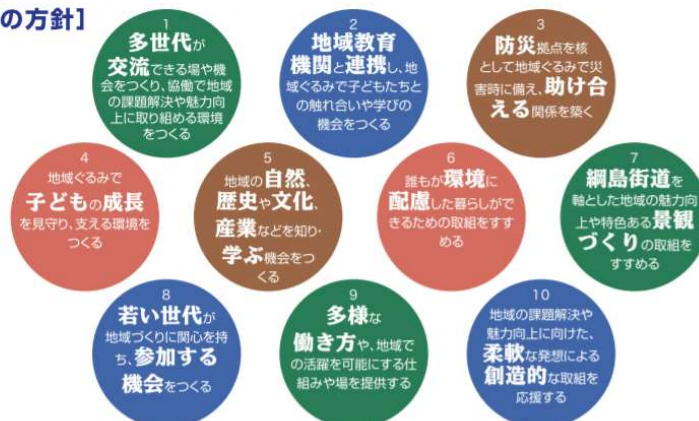 の方針]
1
多世代が
交流できる場や機
会をつくり、協働で地域
の課題解決や魅力向
上に取り組める環境
をつくる
2
地域教育
機関と連携し、地
域ぐるみで子どもたちと
の触れ合いや学びの
機会をつくる
3
防災拠点を核
として地域ぐるみで災
害時に備え、助け合
える関係を築く
4
地域ぐるみで
子どもの成長
を見守り、支える環境を
つくる
5
地域の自然、
歴史や文化、
産業などを知り・
学ぶ機会をつ
くる
6
誰もが環境に
配慮した暮らしがで
きるための取組をすす
める
7
綱島街道を
軸とした地域の魅力向
上や特色ある景観
づくりの取組を
すすめる
8
若い世代が
地域づくりに関心を持
ち、参加する
機会をつくる
9
多様な
働き方や、地域で
の活躍を可能にする仕
組みや場を提供する
10
地域の課題解決や
魅力向上に向けた、
柔軟な発想による
創造的な取組を
応援する